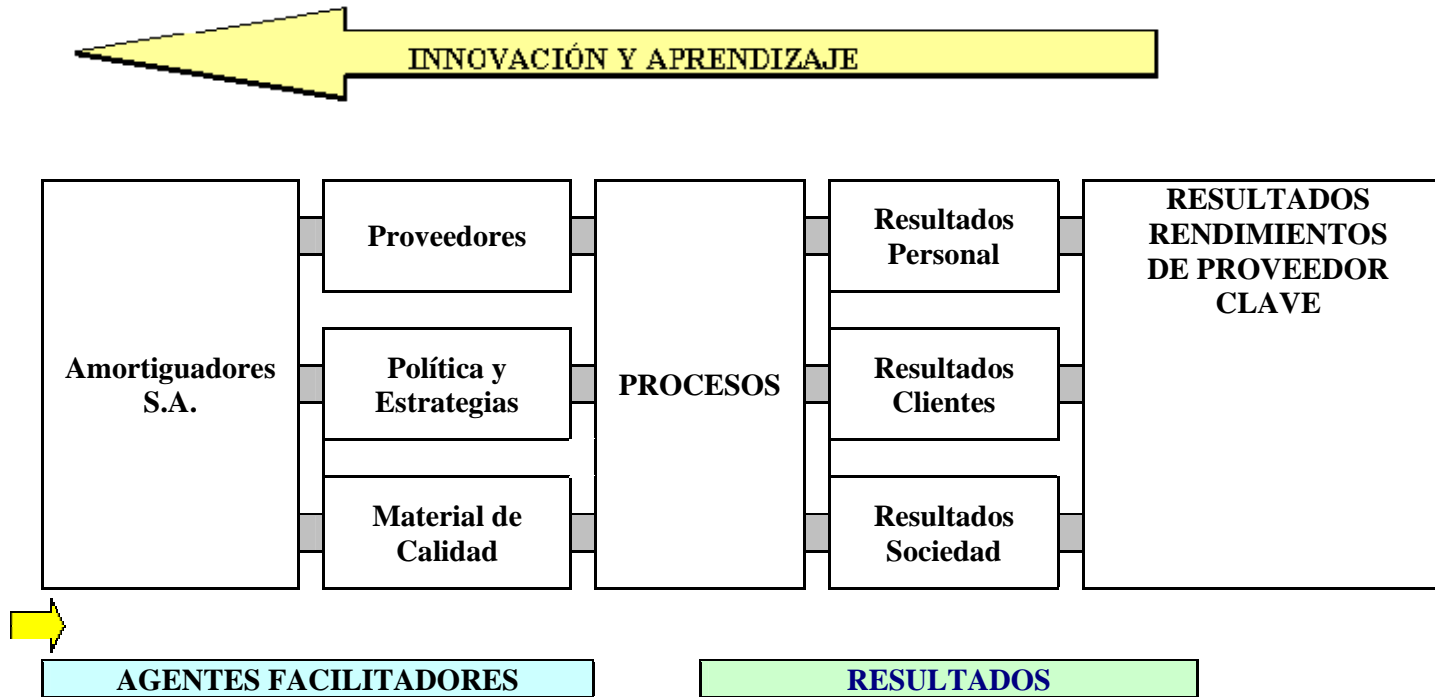 INNOVACIÓN Y APRENDIZAJE
Amortiguadores
S.A.
Proveedores
Política y
Estrategias
Material de
Calidad
PROCESOS
Resultados
Personal
Resultados
Clientes
Resultados
Sociedad
RESULTADOS
RENDIMIENTOS
DE PROVEEDOR
CLAVE
AGENTES FACILITADORES
RESULTADOS